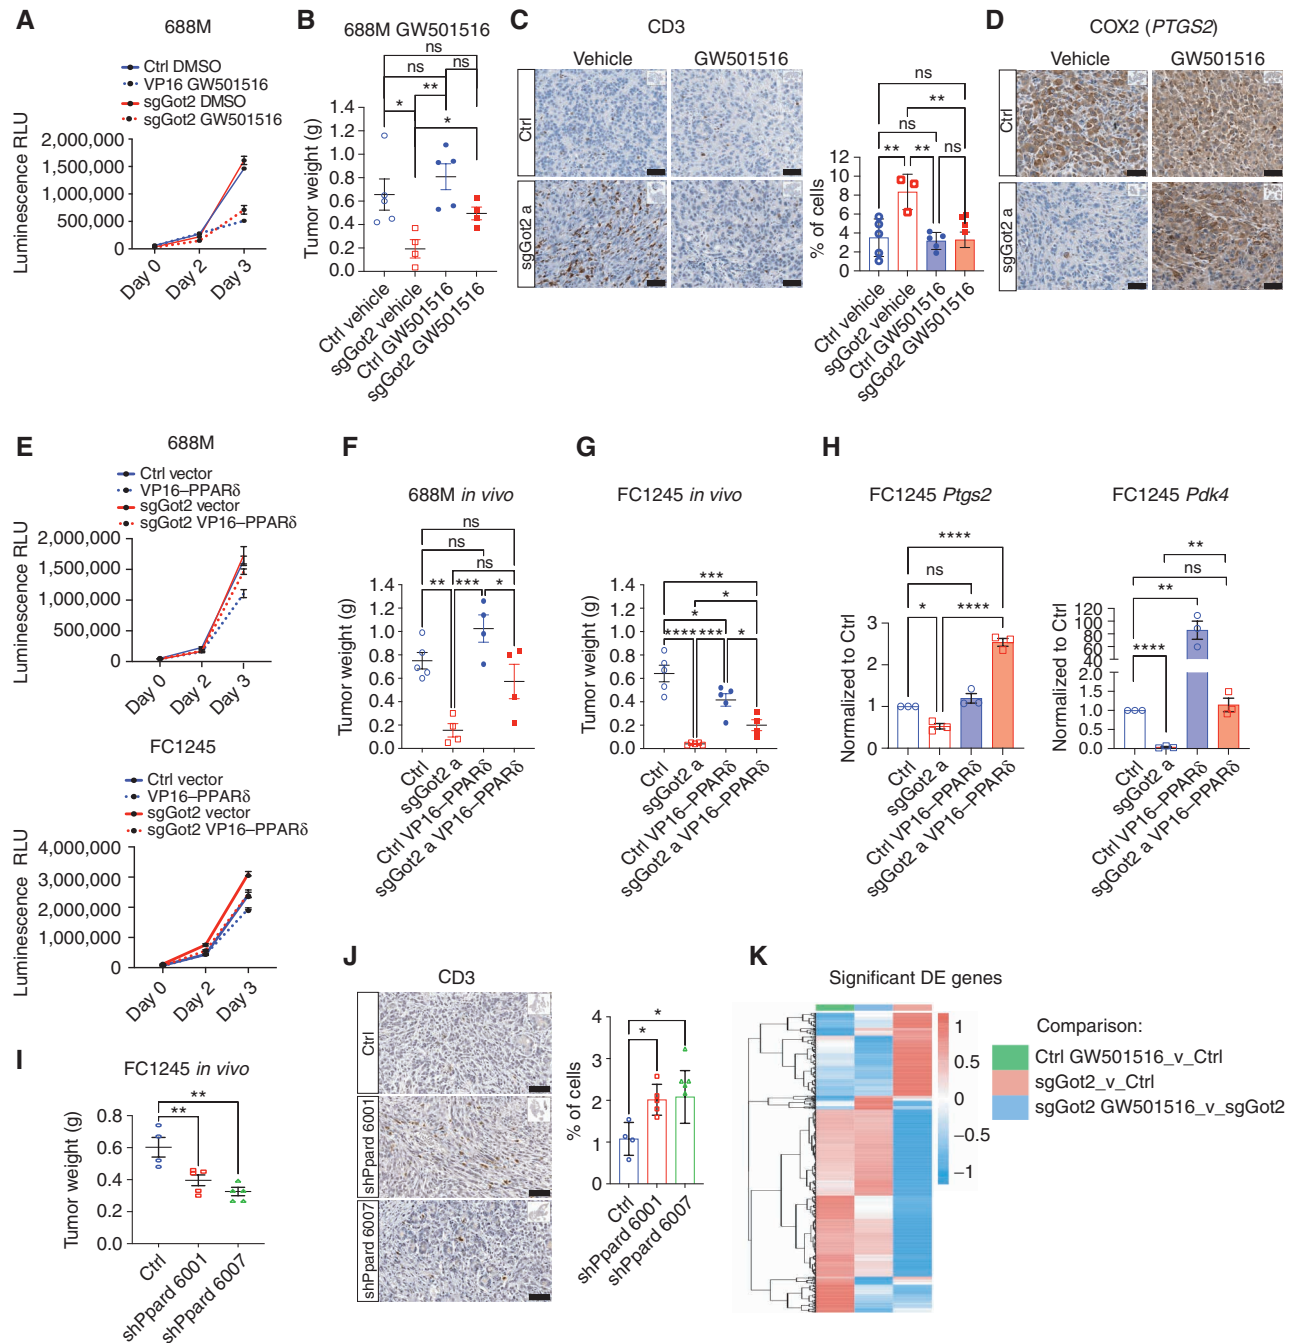 A
688M
Ctrl DMSO
VP16 GW501516
sgGot2 DMSO
sgGot2 GW501516
Luminescence RLU
2,000,000
1,500,000
1,000,000
500,000
0
Day 0
Day 2
Day 3
B
688M GW501516
ns
ns
ns
**
*
*
Tumor weight (g)
1.4
1.2
1.0
0.8
0.6
0.4
0.2
0.0
Ctrl vehicle
sgGot2 vehicle
Ctrl GW501516
sgGot2 GW501516
C
CD3
Vehicle
GW501516
Ctrl
sgGot2 a
ns
**
ns
**
**
ns
% of cells
12
10
8
6
4
2
0
Ctrl vehicle
sgGot2 vehicle
Ctrl GW501516
sgGot2 GW501516
D
COX2 (PTGS2)
Vehicle
GW501516
Ctrl
sgGot2 a
E
688M
Ctrl vector
VP16–PPARδ
sgGot2 vector
sgGot2 VP16–PPARδ
Luminescence RLU
2,000,000
1,500,000
1,000,000
500,000
0
Day 0
Day 2
Day 3
FC1245
Ctrl vector
VP16–PPARδ
sgGot2 vector
sgGot2 VP16–PPARδ
Luminescence RLU
4,000,000
3,000,000
2,000,000
1,000,000
0
Day 0
Day 2
Day 3
F
688M in vivo
ns
ns
ns
**
***
*
Tumor weight (g)
1.4
1.2
1.0
0.8
0.6
0.4
0.2
0.0
Ctrl
sgGot2 a
Ctrl VP16–PPARδ
sgGot2 a VP16–PPARδ
G
FC1245 in vivo
***
*
*
****
***
*
Tumor weight (g)
1.4
1.2
1.0
0.8
0.6
0.4
0.2
0.0
Ctrl
sgGot2 a
Ctrl VP16–PPARδ
sgGot2 a VP16–PPARδ
H
FC1245 Ptgs2
****
ns
*
****
Normalized to Ctrl
3
2
1
0
Ctrl
sgGot2 a
Ctrl VP16–PPARδ
sgGot2 a VP16–PPARδ
FC1245 Pdk4
**
ns
**
****
Normalized to Ctrl
120
100
80
60
40
1.5
1.0
0.5
0.0
Ctrl
sgGot2 a
Ctrl VP16–PPARδ
sgGot2 a VP16–PPARδ
I
FC1245 in vivo
**
**
Tumor weight (g)
0.8
0.6
0.4
0.2
0.0
Ctrl
shPpard 6001
shPpard 6007
J
CD3
Ctrl
shPpard 6001
shPpard 6007
*
*
% of cells
4
3
2
1
0
Ctrl
shPpard 6001
shPpard 6007
K
Significant DE genes
1
0.5
0
−0.5
−1
Comparison:
Ctrl GW501516_v_Ctrl
sgGot2_v_Ctrl
sgGot2 GW501516_v_sgGot2